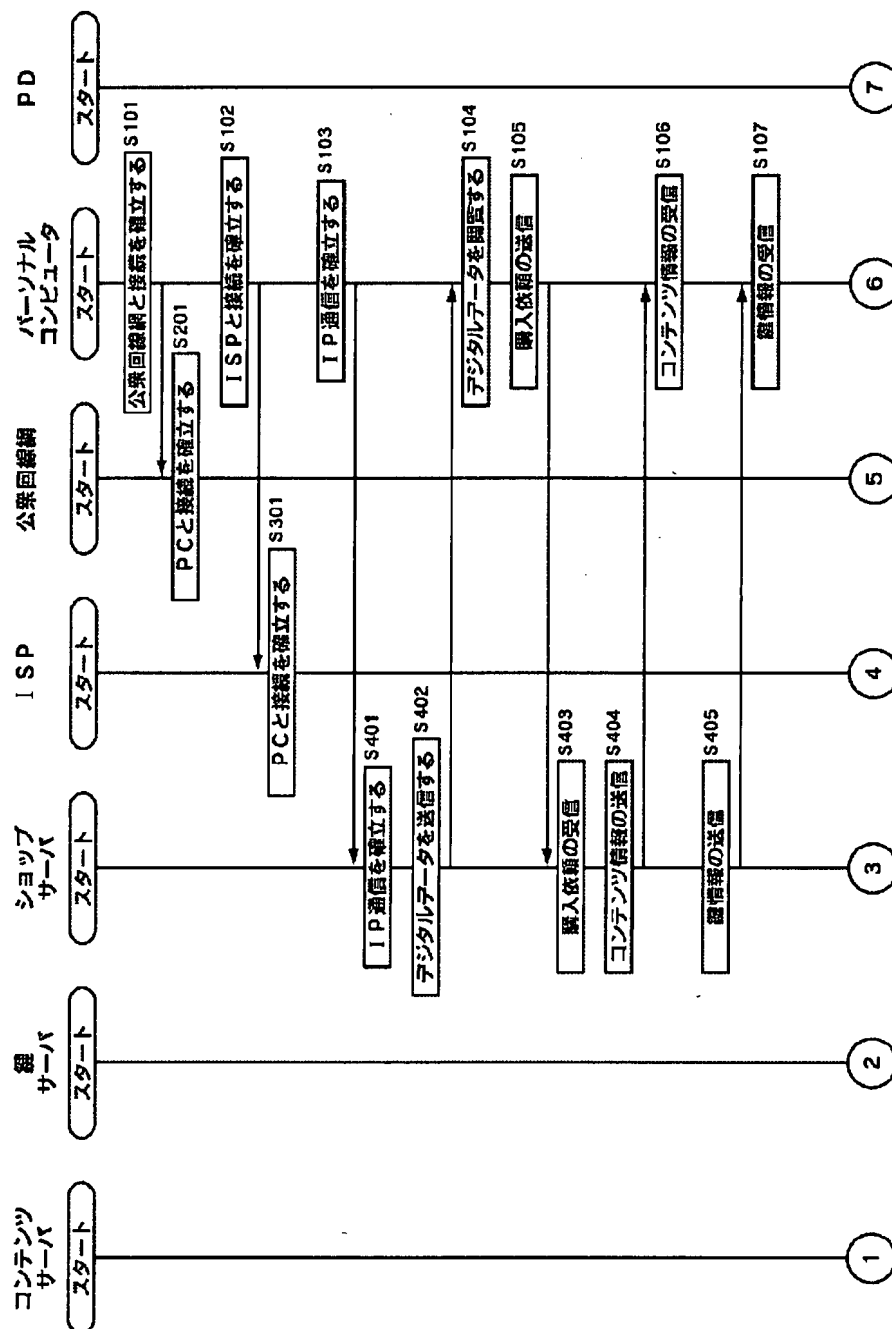 コンテンツ
サーバ
スタート
鍵
サーバ
スタート
ショップ
サーバ
スタート
ISP
スタート
公衆回線網
スタート
パーソナル
コンピュータ
スタート
PD
スタート
公衆回線網と接続を確立する S101
PCと接続を確立する S201
ISPと接続を確立する S102
PCと接続を確立する S301
IP通信を確立する S103
IP通信を確立する S401
デジタルデータを送信する S402
デジタルデータを閲覧する S104
購入依頼の送信 S105
購入依頼の受信 S403
コンテンツ情報の送信 S404
コンテンツ情報の受信 S106
鍵情報の送信 S405
鍵情報の受信 S107
1
2
3
4
5
6
7